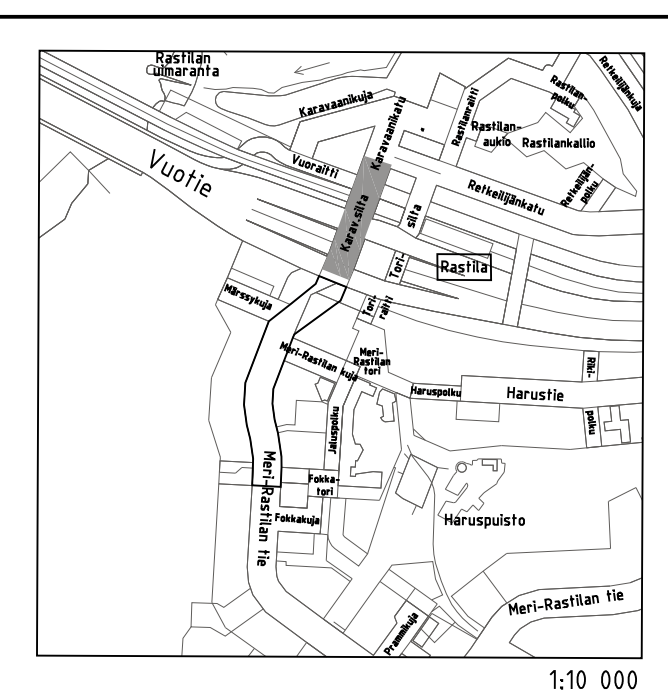 Rastilan
uimaranta
Karavaanikuja
Karavaanikatu
Rastilanraitti
Rastilan-
polku
Retkeilijänkuja
Rastilan-
aukio
Rastilankallio
Vuotie
Vuoraitti
Retkeilijänkatu
Retkeilijän-
polku
Karav.silta
silta
Tori-
Rastila
Märssykuja
Tori-
raitti
Meri-Rastilan kuja
Meri-
Rastilan
tori
Haruspolku
Harustie
Riki-
polku
Jaluspolku
Meri-Rastilan tie
Fokka-
tori
Fokkakuja
Haruspuisto
Meri-Rastilan tie
Prammikuja
1:10 000